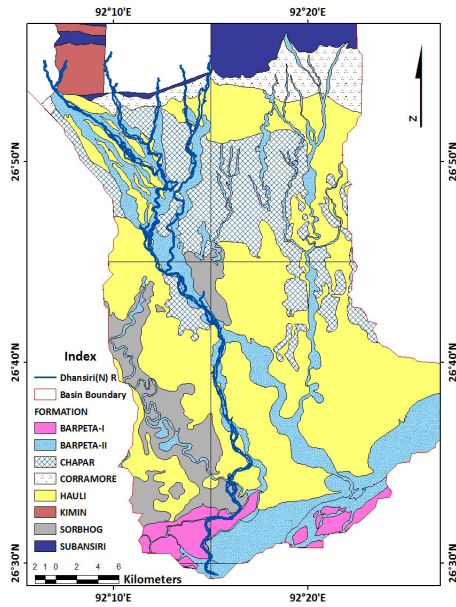 92°10'E 92°20'E
26°50'N 26°50'N
N
26°40'N 26°40'N
Index
Dhansiri(N) R
Basin Boundary
FORMATION
BARPETA-I
BARPETA-II
CHAPAR
CORRAMORE
HAULI
KIMIN
SORBHOG
SUBANSIRI
26°30'N 26°30'N
2 1 0 2 4 6 Kilometers
92°10'E 92°20'E